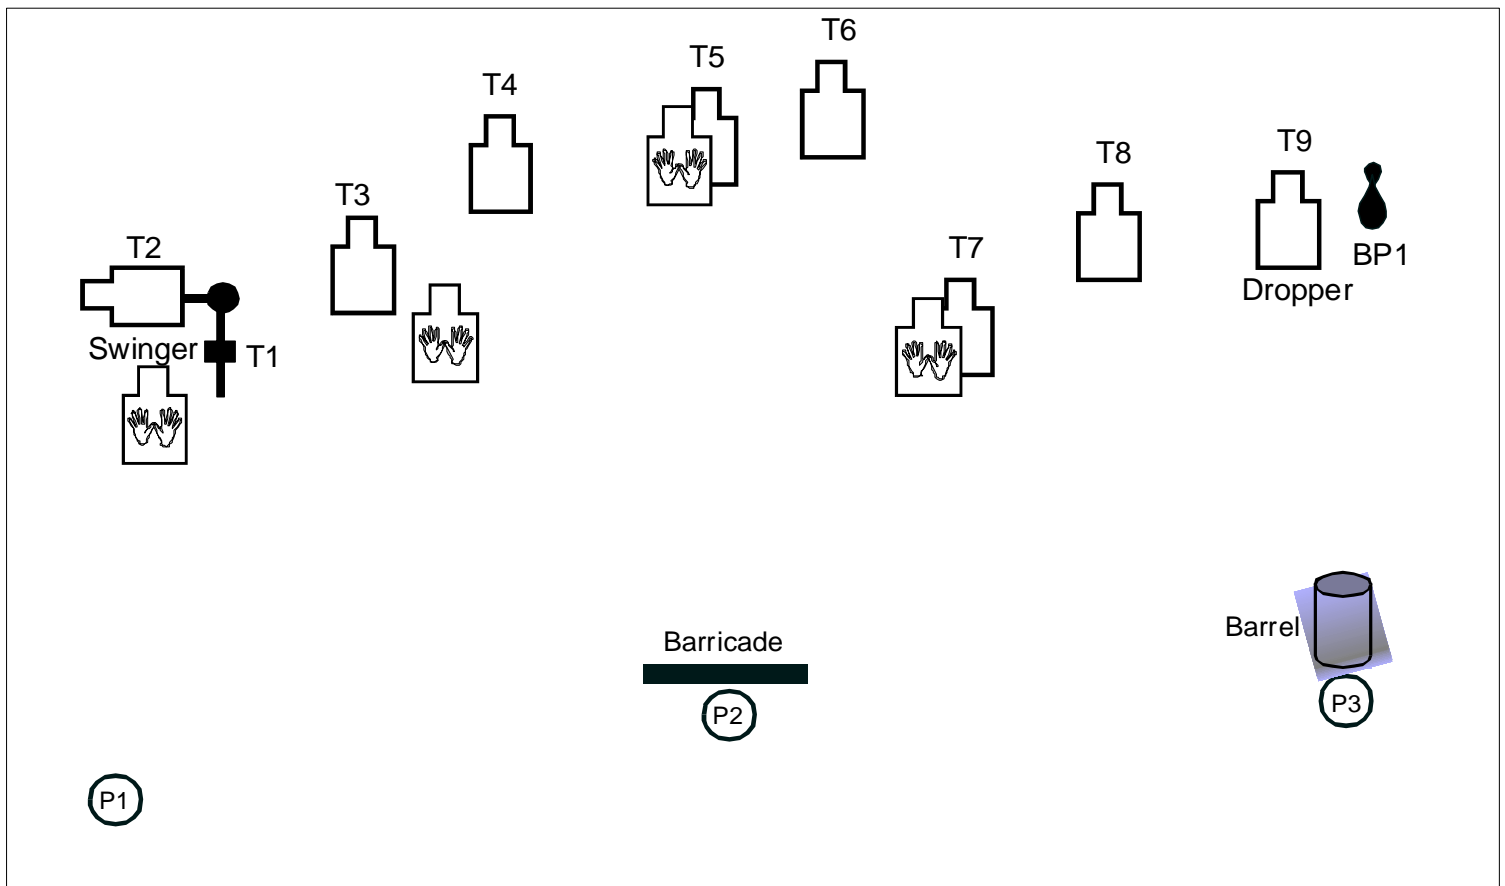 T6
T5
T4
T9
T8
T3
T2
T7
BP1
Dropper
Swinger
T1
Barrel
Barricade
P3
P2
P1